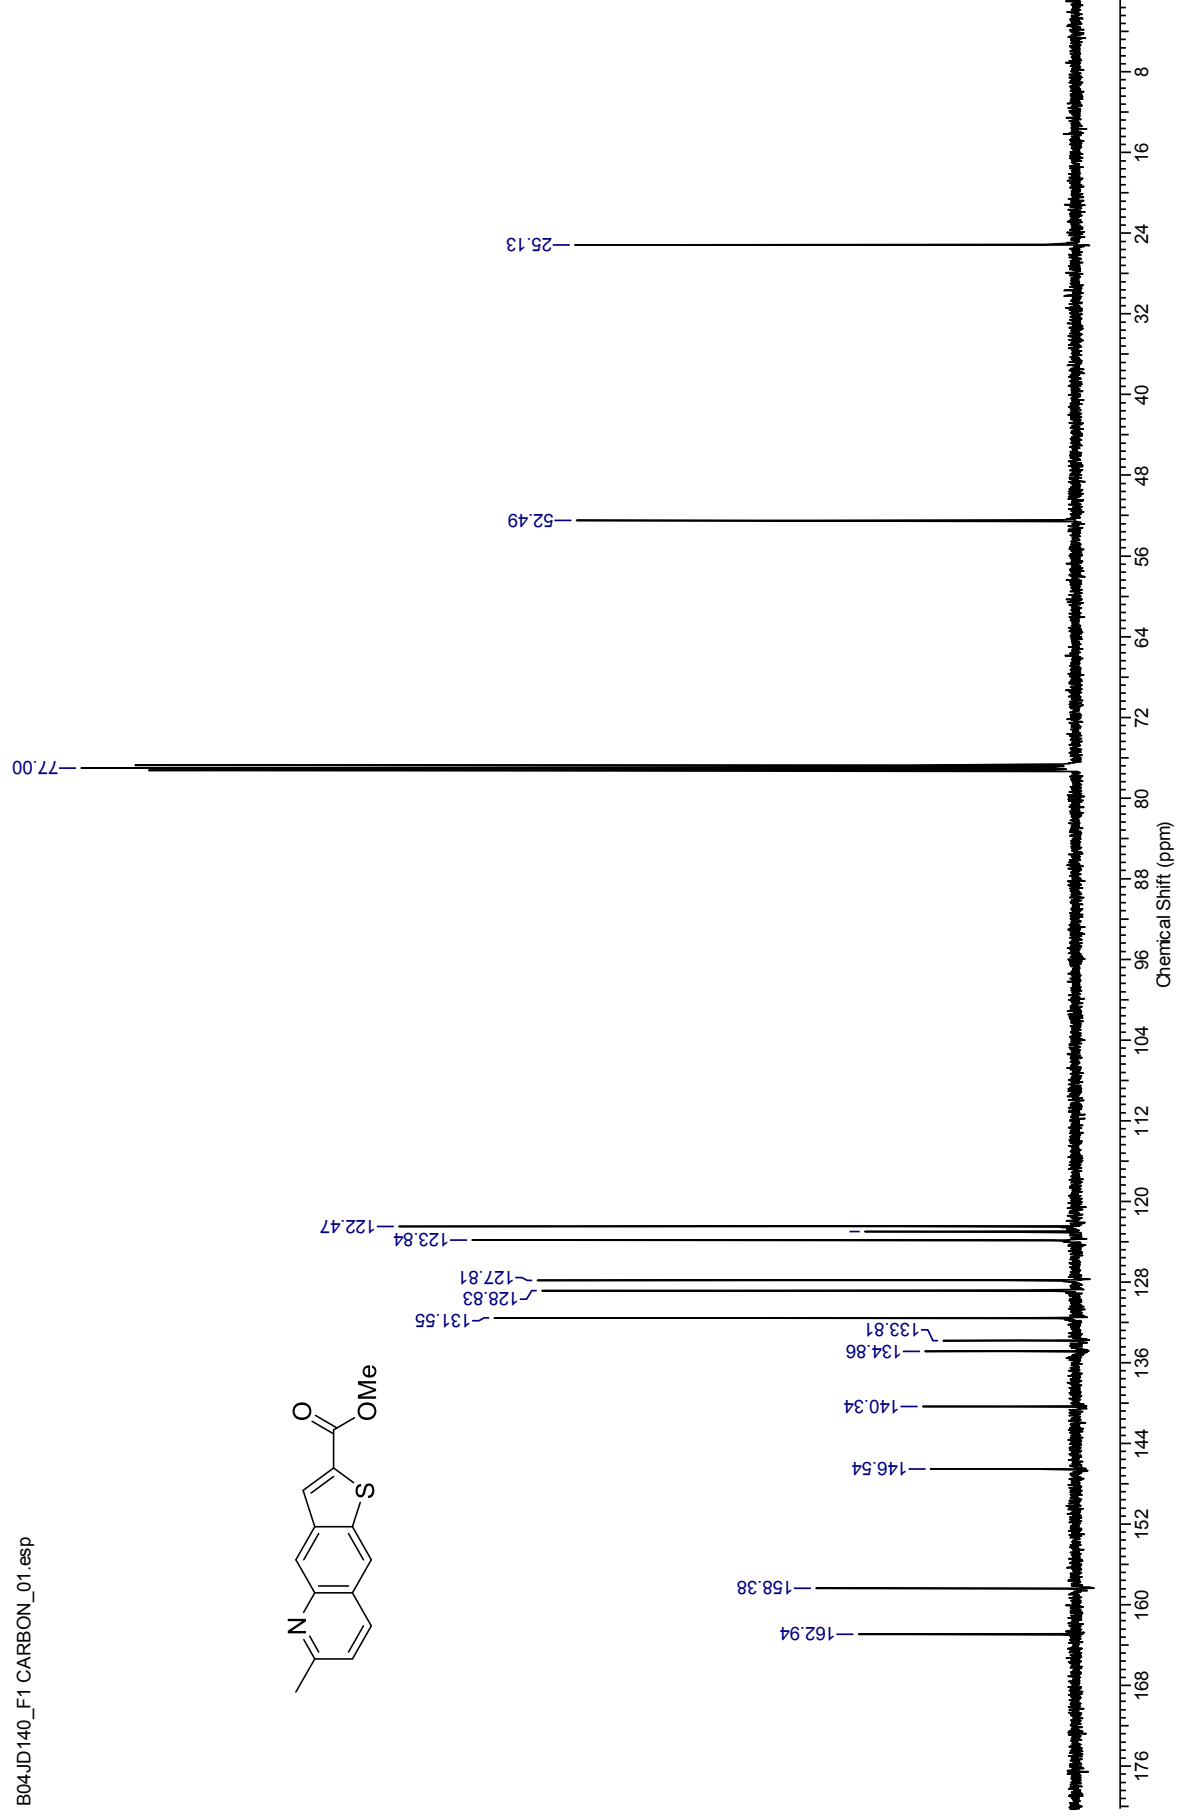 B04JD140_F1 CARBON_01.esp
77.00
25.13
52.49
122.47
123.84
127.81
128.83
131.55
133.81
134.86
140.34
146.54
158.38
162.94
O
OMe
S
N
176 168 160 152 144 136 128 120 112 104 96 88 80 72 64 56 48 40 32 24 16 8
Chemical Shift (ppm)